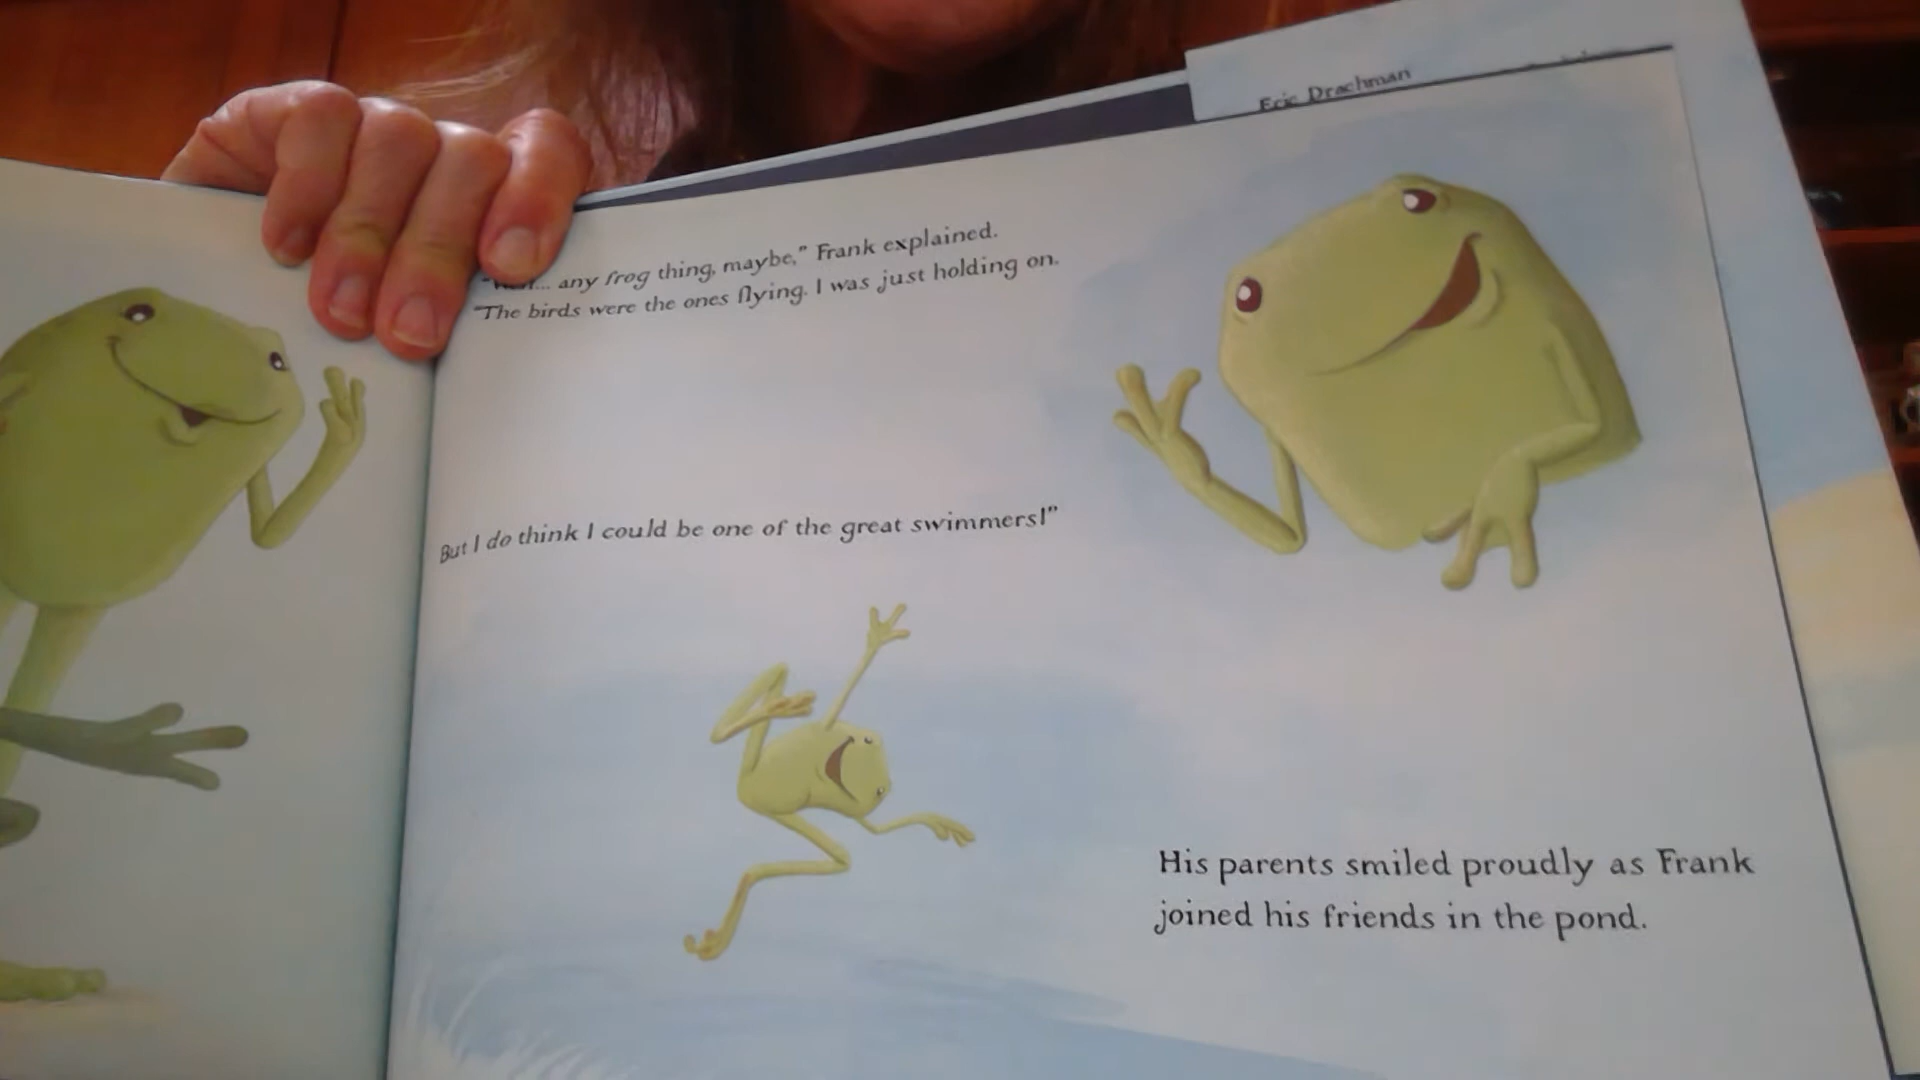 Eric Drachman
any frog thing, maybe," Frank explained.
"The birds were the ones flying. I was just holding on.
But I do think I could be one of the great swimmers!"
His parents smiled proudly as Frank
joined his friends in the pond.